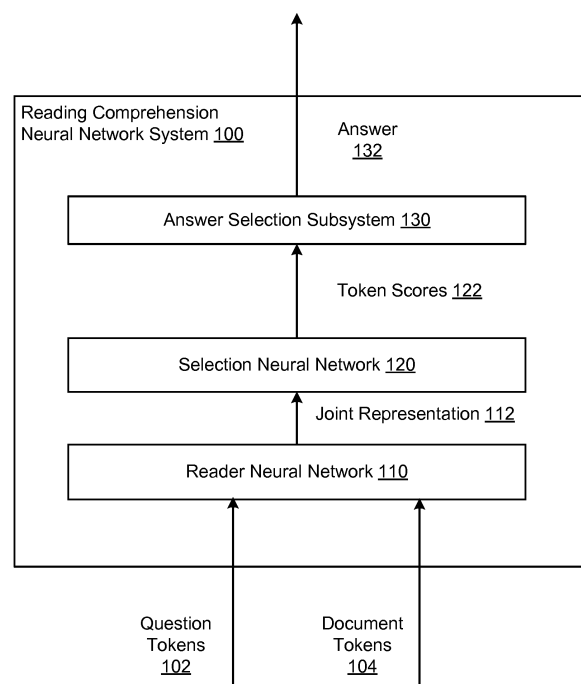 Reading Comprehension
Neural Network System 100
Answer
132
Answer Selection Subsystem 130
Token Scores 122
Selection Neural Network 120
Joint Representation 112
Reader Neural Network 110
Question
Tokens
102
Document
Tokens
104